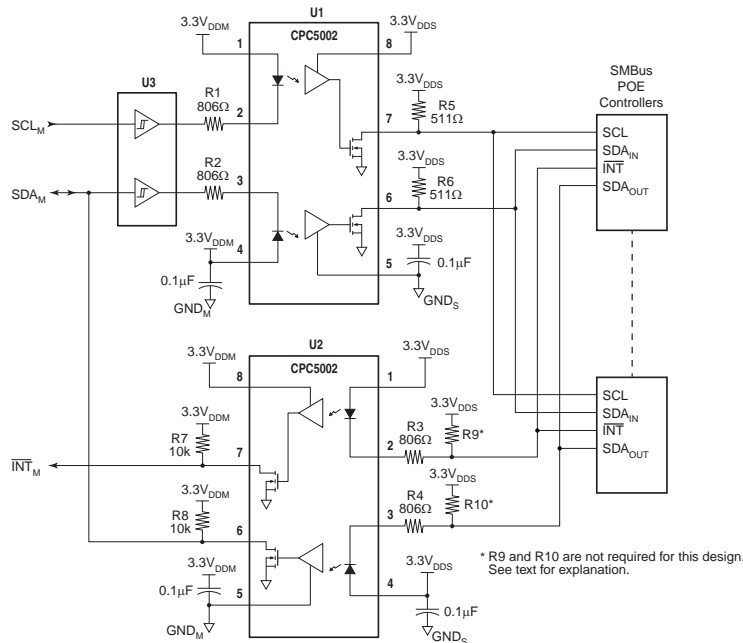 U1
3.3VDDM
CPC5002
3.3VDDS
1
8
U3
R1
806Ω
2
SCLM
R2
806Ω
3
SDAM
3.3VDDM
4
0.1µF
GNDM
3.3VDDS
R5
511Ω
7
3.3VDDS
R6
511Ω
6
3.3VDDS
0.1µF
5
GNDS
SMBus
POE
Controllers
SCL
SDAIN
INT
SDAOUT
U2
3.3VDDM
CPC5002
3.3VDDS
8
1
3.3VDDM
R7
10k
7
INTM
3.3VDDM
R8
10k
6
3.3VDDM
0.1µF
5
GNDM
3.3VDDS
R3
806Ω
R9*
2
3.3VDDS
R4
806Ω
R10*
3
3.3VDDS
4
0.1µF
GNDS
SCL
SDAIN
INT
SDAOUT
* R9 and R10 are not required for this design.
See text for explanation.